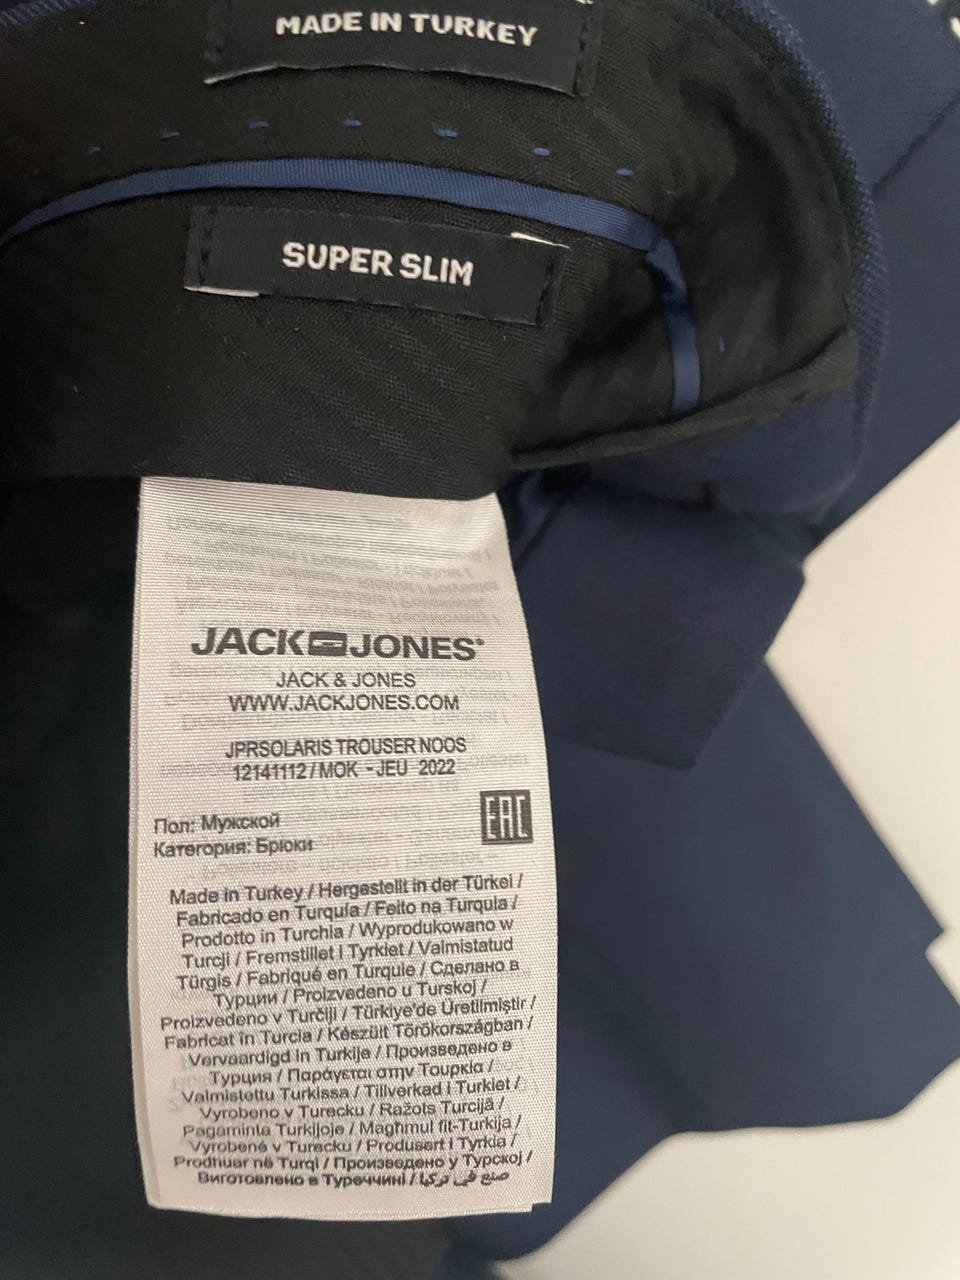 MADE IN TURKEY
SUPER SLIM
JACK JONES®
JACK & JONES
WWW.JACKJONES.COM
JPRSOLARIS TROUSER NOOS
12141112 / MOK - JEU 2022
Пол: Мужской
Категория: Брюки
EAC
Made in Turkey / Hergestellt in der Türkei /
Fabricado en Turquía / Feito na Turquia /
Prodotto in Turchia / Wyprodukowano w
Turcji / Fremstillet i Tyrkiet / Valmistatud
Türgis / Fabriqué en Turquie / Сделано в
Турции / Proizvedeno u Turskoj /
Proizvedeno v Turčiji / Türkiye'de Üretilmiştir /
Fabricat în Turcia / Készült Törökországban /
Vervaardigd in Turkije / Произведено в
Турция / Παράγεται στην Τουρκία /
Valmistettu Turkissa / Tillverkad i Turkiet /
Vyrobeno v Turecku / Ražots Turcijā /
Pagaminta Turkijoje / Magħmul fit-Turkija /
Vyrobené v Turecku / Produsert i Tyrkia /
Prodhuar në Turqi / Произведено у Турској /
Виготовлено в Туреччині / صنع في تركيا